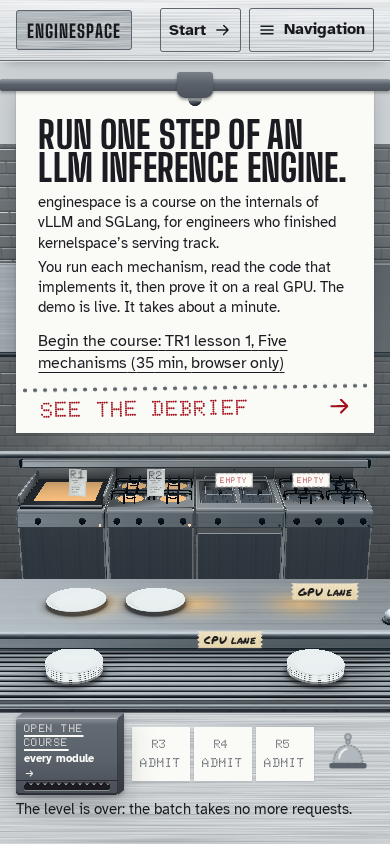 ENGINESPACE
Start →
Navigation
RUN ONE STEP OF AN
LLM INFERENCE ENGINE.
enginespace is a course on the internals of
vLLM and SGLang, for engineers who finished
kernelspace’s serving track.
You run each mechanism, read the code that
implements it, then prove it on a real GPU. The
demo is live. It takes about a minute.
Begin the course: TR1 lesson 1, Five
mechanisms (35 min, browser only)
SEE THE DEBRIEF →
R1
R2
EMPTY
EMPTY
GPU LANE
CPU LANE
OPEN THE
COURSE
every module
→
R3
ADMIT
R4
ADMIT
R5
ADMIT
The level is over: the batch takes no more requests.